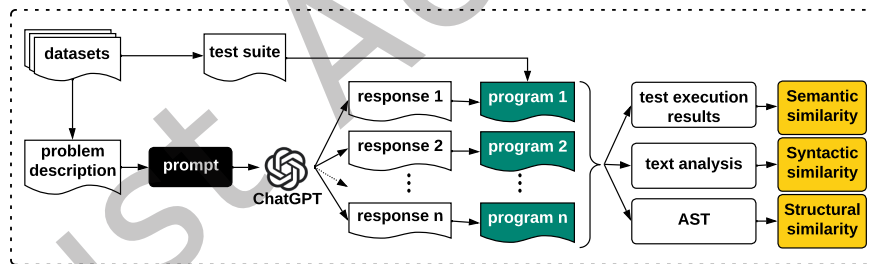 datasets
test suite
problem
description
prompt
ChatGPT
response 1
response 2
response n
program 1
program 2
program n
test execution
results
text analysis
AST
Semantic
similarity
Syntactic
similarity
Structural
similarity